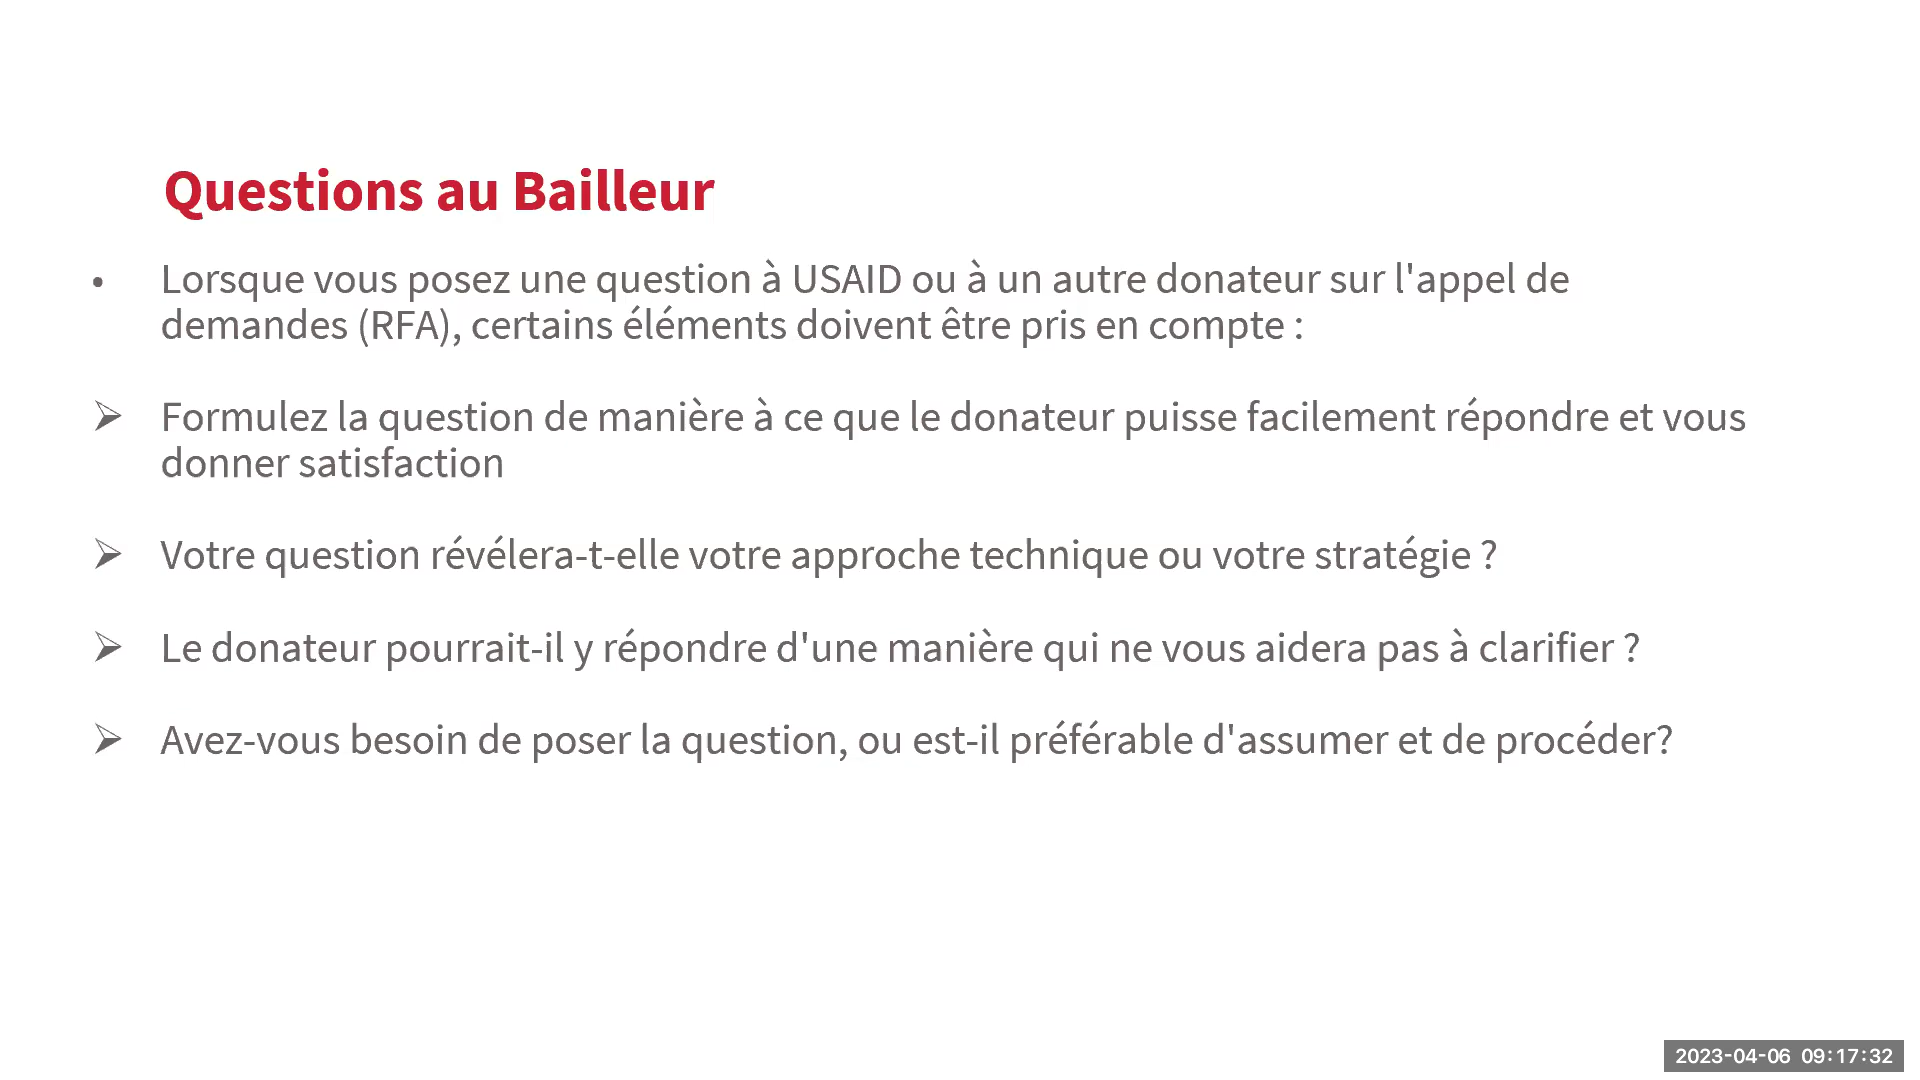 Questions au Bailleur
• Lorsque vous posez une question à USAID ou à un autre donateur sur l'appel de
demandes (RFA), certains éléments doivent être pris en compte :
➢ Formulez la question de manière à ce que le donateur puisse facilement répondre et vous
donner satisfaction
➢ Votre question révélera-t-elle votre approche technique ou votre stratégie ?
➢ Le donateur pourrait-il y répondre d'une manière qui ne vous aidera pas à clarifier ?
➢ Avez-vous besoin de poser la question, ou est-il préférable d'assumer et de procéder?
2023-04-06 09:17:32